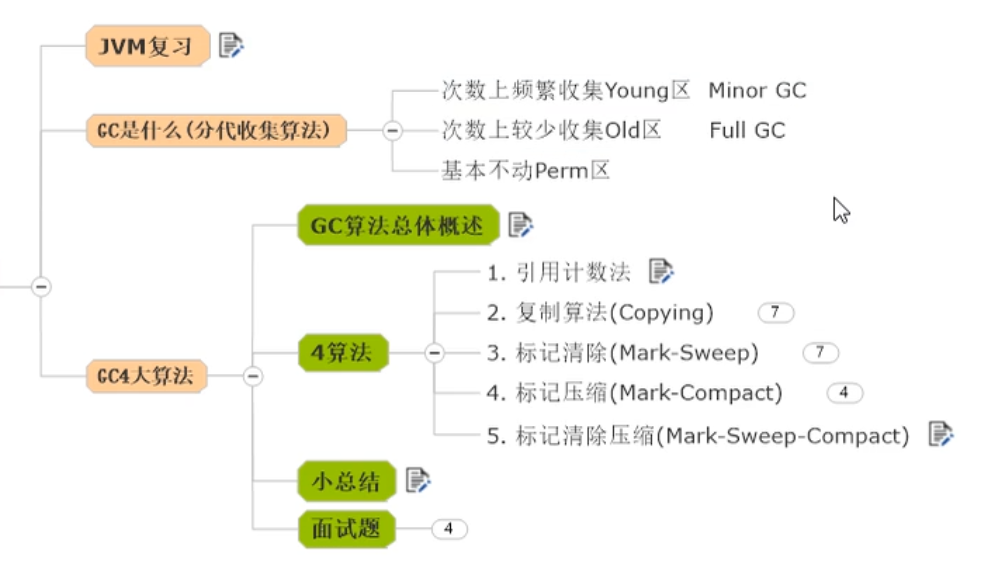 JVM复习
GC是什么(分代收集算法)
次数上频繁收集Young区 Minor GC
次数上较少收集Old区 Full GC
基本不动Perm区
GC4大算法
GC算法总体概述
4算法
1. 引用计数法
2. 复制算法(Copying) 7
3. 标记清除(Mark-Sweep) 7
4. 标记压缩(Mark-Compact) 4
5. 标记清除压缩(Mark-Sweep-Compact)
小总结
面试题 4